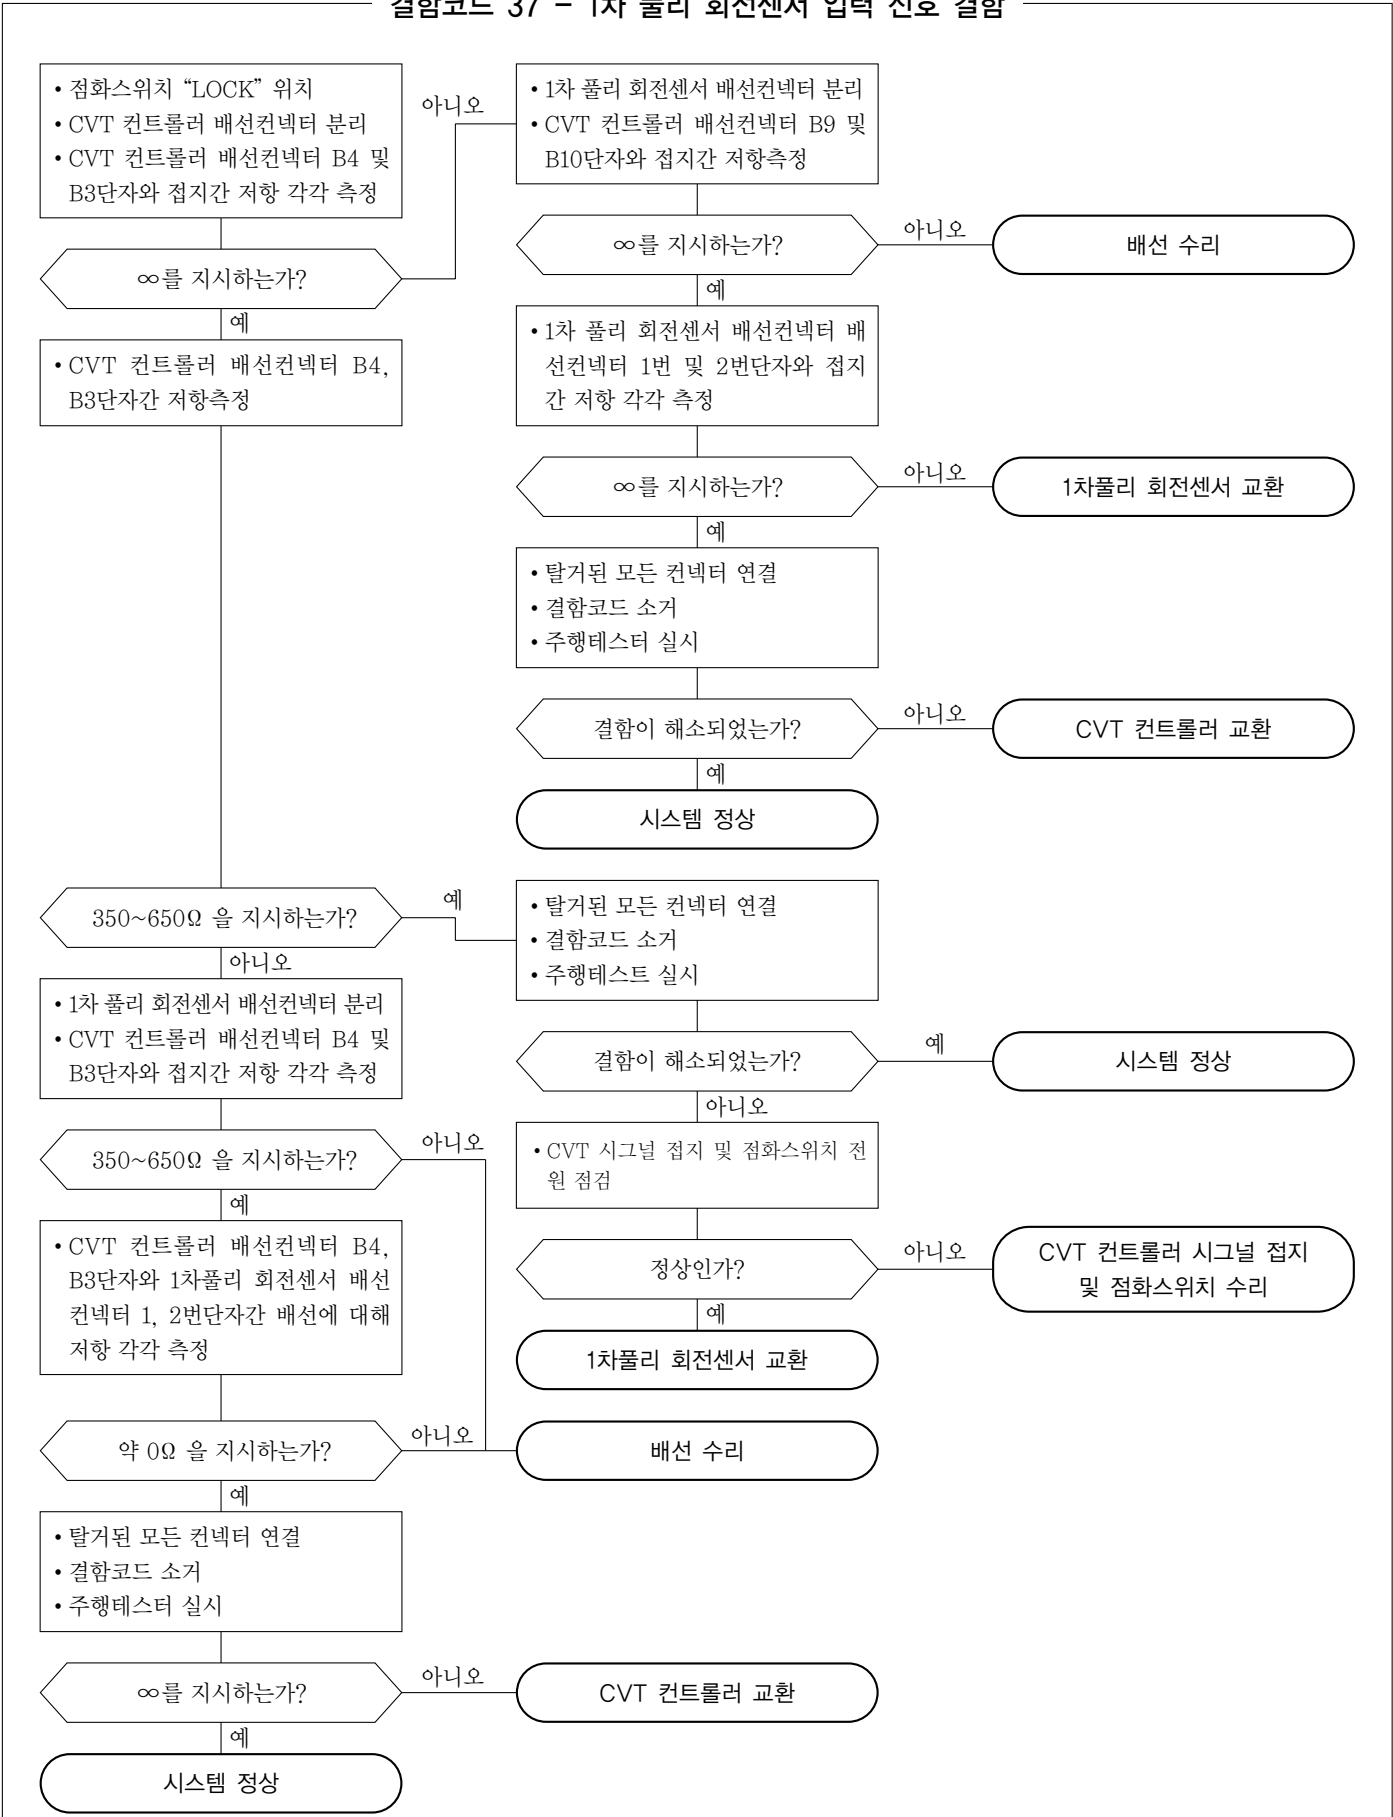 결함코드 37 - 1차 풀리 회전센서 입력 신호 결함
• 점화스위치 “LOCK” 위치
• CVT 컨트롤러 배선컨넥터 분리
• CVT 컨트롤러 배선컨넥터 B4 및
B3단자와 접지간 저항 각각 측정
아니오
• 1차 풀리 회전센서 배선컨넥터 분리
• CVT 컨트롤러 배선컨넥터 B9 및
B10단자와 접지간 저항측정
∞를 지시하는가?
예
• CVT 컨트롤러 배선컨넥터 B4,
B3단자간 저항측정
∞를 지시하는가?
아니오
배선 수리
예
• 1차 풀리 회전센서 배선컨넥터 배
선컨넥터 1번 및 2번단자와 접지
간 저항 각각 측정
∞를 지시하는가?
아니오
1차풀리 회전센서 교환
예
• 탈거된 모든 컨넥터 연결
• 결함코드 소거
• 주행테스터 실시
결함이 해소되었는가?
아니오
CVT 컨트롤러 교환
예
시스템 정상
350~650Ω 을 지시하는가?
예
• 탈거된 모든 컨넥터 연결
• 결함코드 소거
• 주행테스트 실시
아니오
• 1차 풀리 회전센서 배선컨넥터 분리
• CVT 컨트롤러 배선컨넥터 B4 및
B3단자와 접지간 저항 각각 측정
결함이 해소되었는가?
예
시스템 정상
아니오
• CVT 시그널 접지 및 점화스위치 전
원 점검
350~650Ω 을 지시하는가?
아니오
예
• CVT 컨트롤러 배선컨넥터 B4,
B3단자와 1차풀리 회전센서 배선
컨넥터 1, 2번단자간 배선에 대해
저항 각각 측정
정상인가?
아니오
CVT 컨트롤러 시그널 접지
및 점화스위치 수리
예
1차풀리 회전센서 교환
약 0Ω 을 지시하는가?
아니오
배선 수리
예
• 탈거된 모든 컨넥터 연결
• 결함코드 소거
• 주행테스터 실시
∞를 지시하는가?
아니오
CVT 컨트롤러 교환
예
시스템 정상